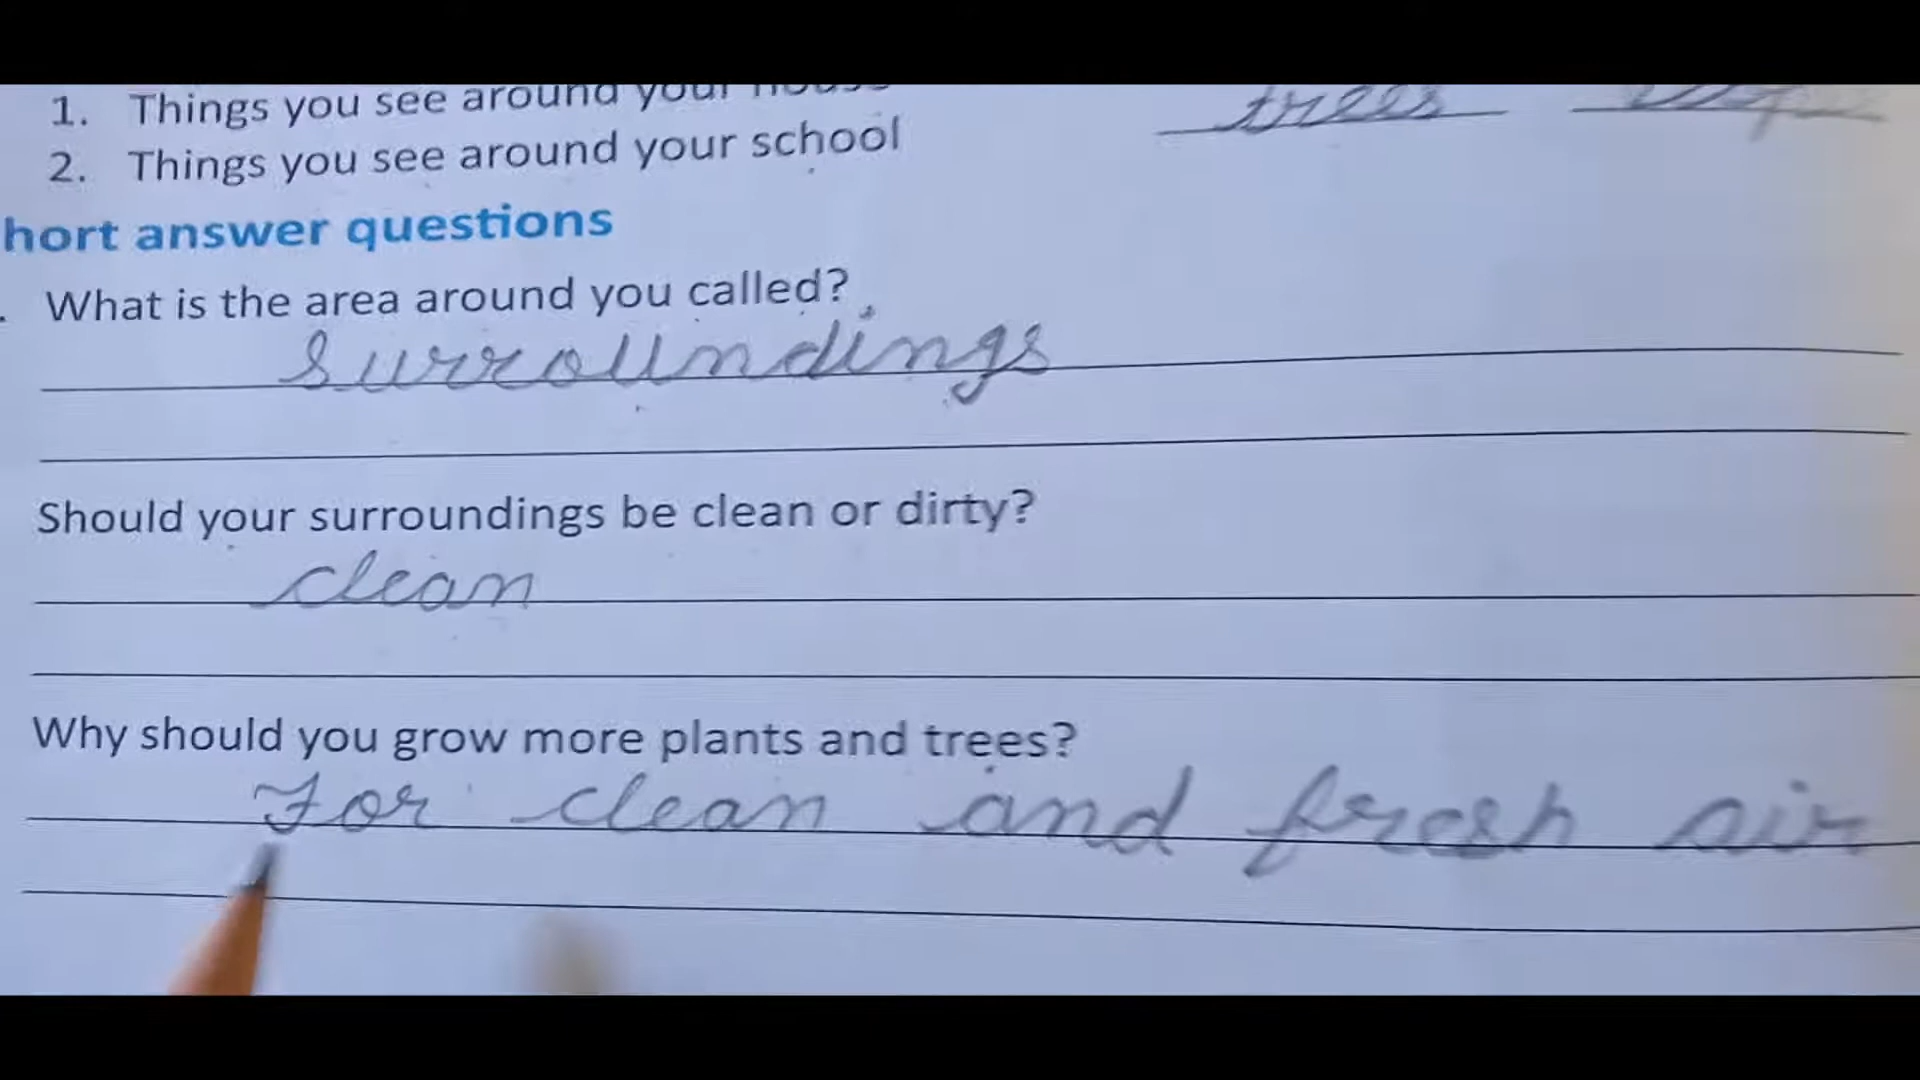 1. Things you see around your house
trees
2. Things you see around your school
hort answer questions
. What is the area around you called?
Surroundings
Should your surroundings be clean or dirty?
clean
Why should you grow more plants and trees?
For clean and fresh air